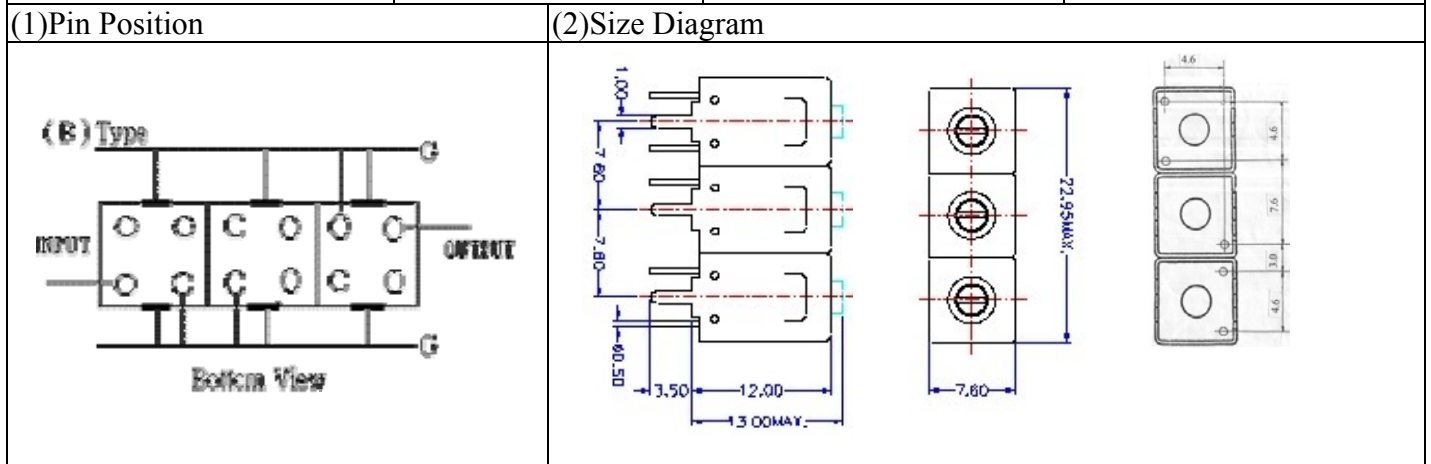 (1)Pin Position
(2)Size Diagram
(B) Type
G
INPUT
OUTPUT
G
Bottom View
1.00
7.60
7.60
Φ0.50
3.50
12.00
13.00MAX.
22.95MAX.
7.60
4.6
4.6
7.6
3.0
4.6